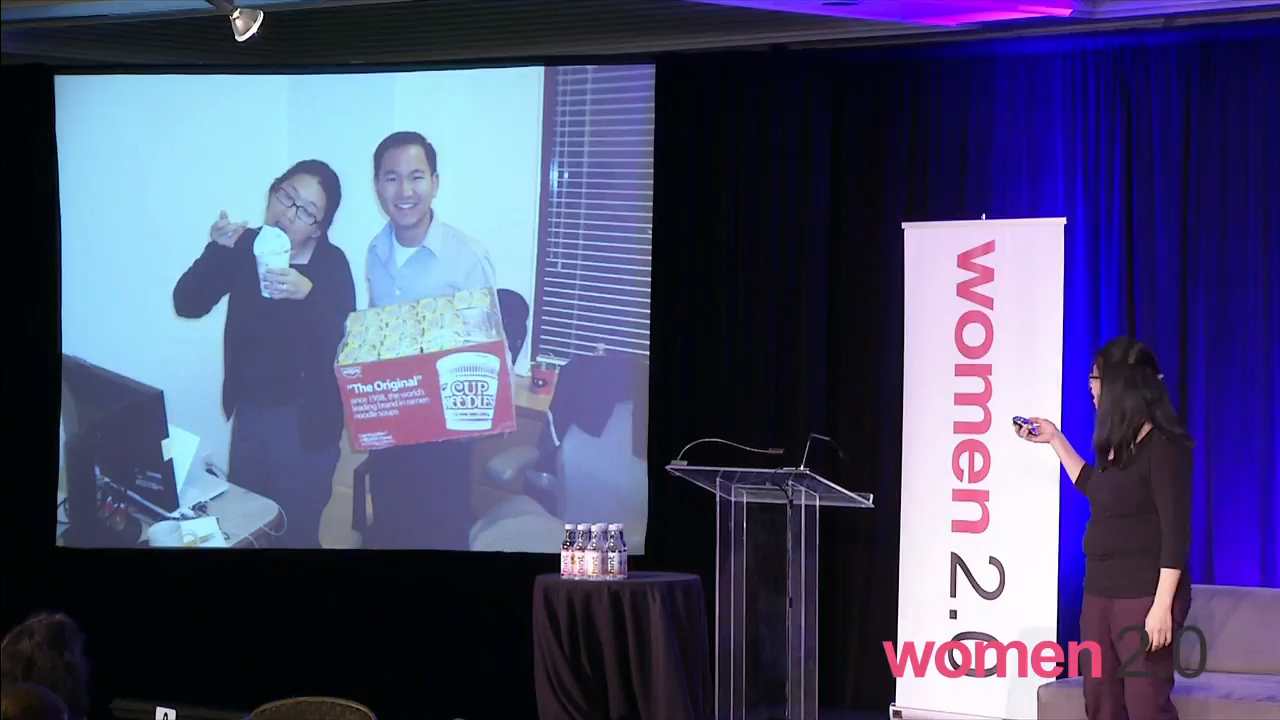 "The Original"
since 1958, the world's
leading brand in ramen
noodle soups
CUP
NOODLES
women 2.0
women 2.0